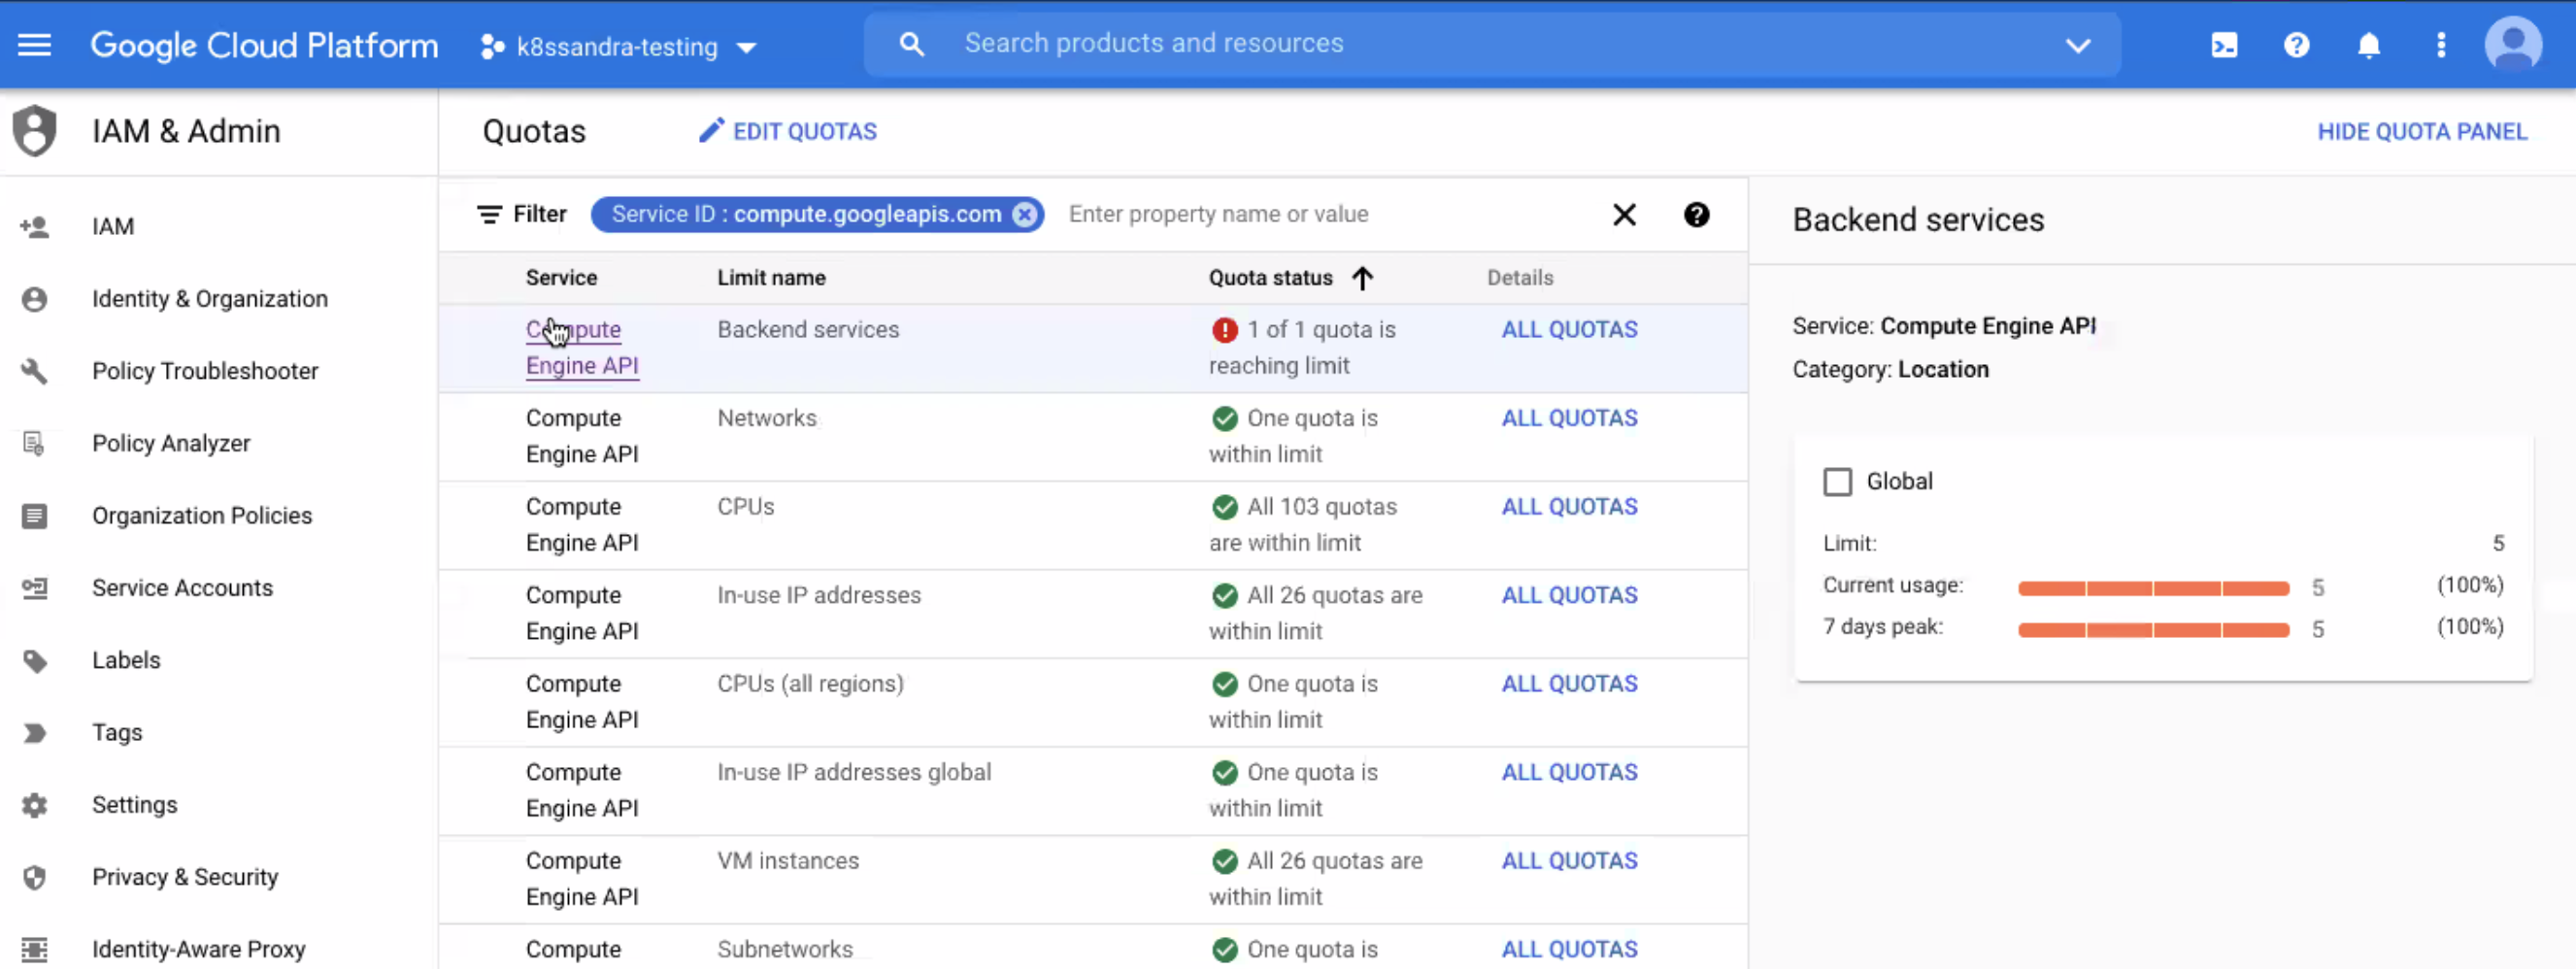 Google Cloud Platform
k8ssandra-testing
Search products and resources
IAM & Admin
Quotas
EDIT QUOTAS
HIDE QUOTA PANEL
IAM
Identity & Organization
Policy Troubleshooter
Policy Analyzer
Organization Policies
Service Accounts
Labels
Tags
Settings
Privacy & Security
Identity-Aware Proxy
Filter
Service ID : compute.googleapis.com
Enter property name or value
Service
Limit name
Quota status
Details
Compute
Engine API
Backend services
1 of 1 quota is
reaching limit
ALL QUOTAS
Compute
Engine API
Networks
One quota is
within limit
ALL QUOTAS
Compute
Engine API
CPUs
All 103 quotas
are within limit
ALL QUOTAS
Compute
Engine API
In-use IP addresses
All 26 quotas are
within limit
ALL QUOTAS
Compute
Engine API
CPUs (all regions)
One quota is
within limit
ALL QUOTAS
Compute
Engine API
In-use IP addresses global
One quota is
within limit
ALL QUOTAS
Compute
Engine API
VM instances
All 26 quotas are
within limit
ALL QUOTAS
Compute
Subnetworks
One quota is
ALL QUOTAS
Backend services
Service: Compute Engine API
Category: Location
Global
Limit: 5
Current usage: 5 (100%)
7 days peak: 5 (100%)